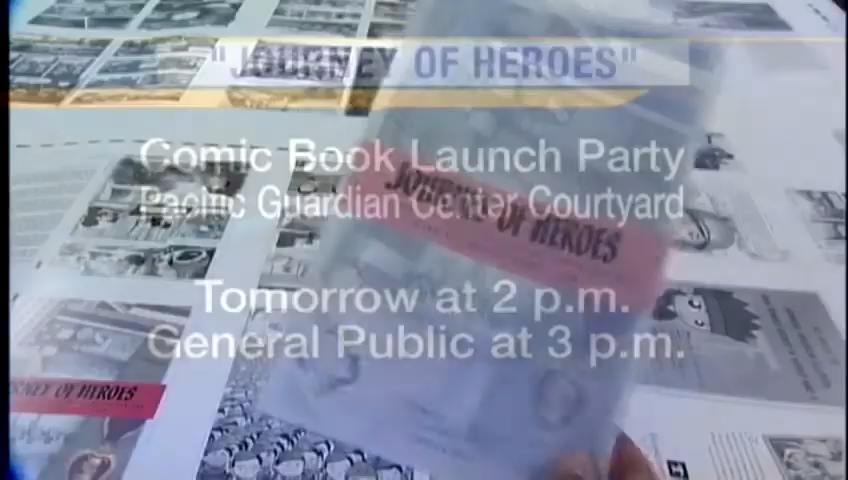 "JOURNEY OF HEROES"
Comic Book Launch Party
Pacific Guardian Center Courtyard
JOURNEY OF HEROES
Tomorrow at 2 p.m.
General Public at 3 p.m.
RNEY OF HEROES